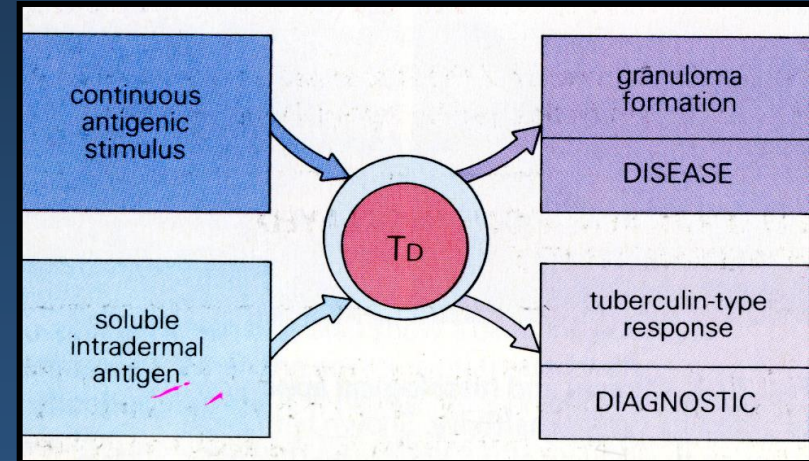 continuous
antigenic
stimulus
granuloma
formation
DISEASE
TD
soluble
intradermal
antigen
tuberculin-type
response
DIAGNOSTIC